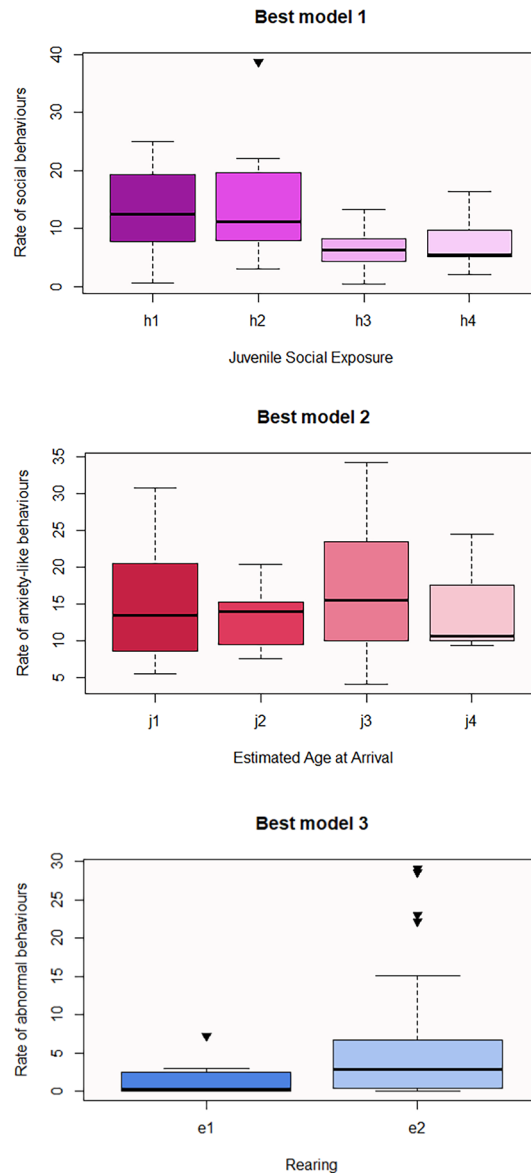 Best model 1
Rate of social behaviours
40
30
20
10
0
h1 h2 h3 h4
Juvenile Social Exposure
Best model 2
Rate of anxiety-like behaviours
35
30
25
20
15
10
5
j1 j2 j3 j4
Estimated Age at Arrival
Best model 3
Rate of abnormal behaviours
30
25
20
15
10
5
0
e1 e2
Rearing